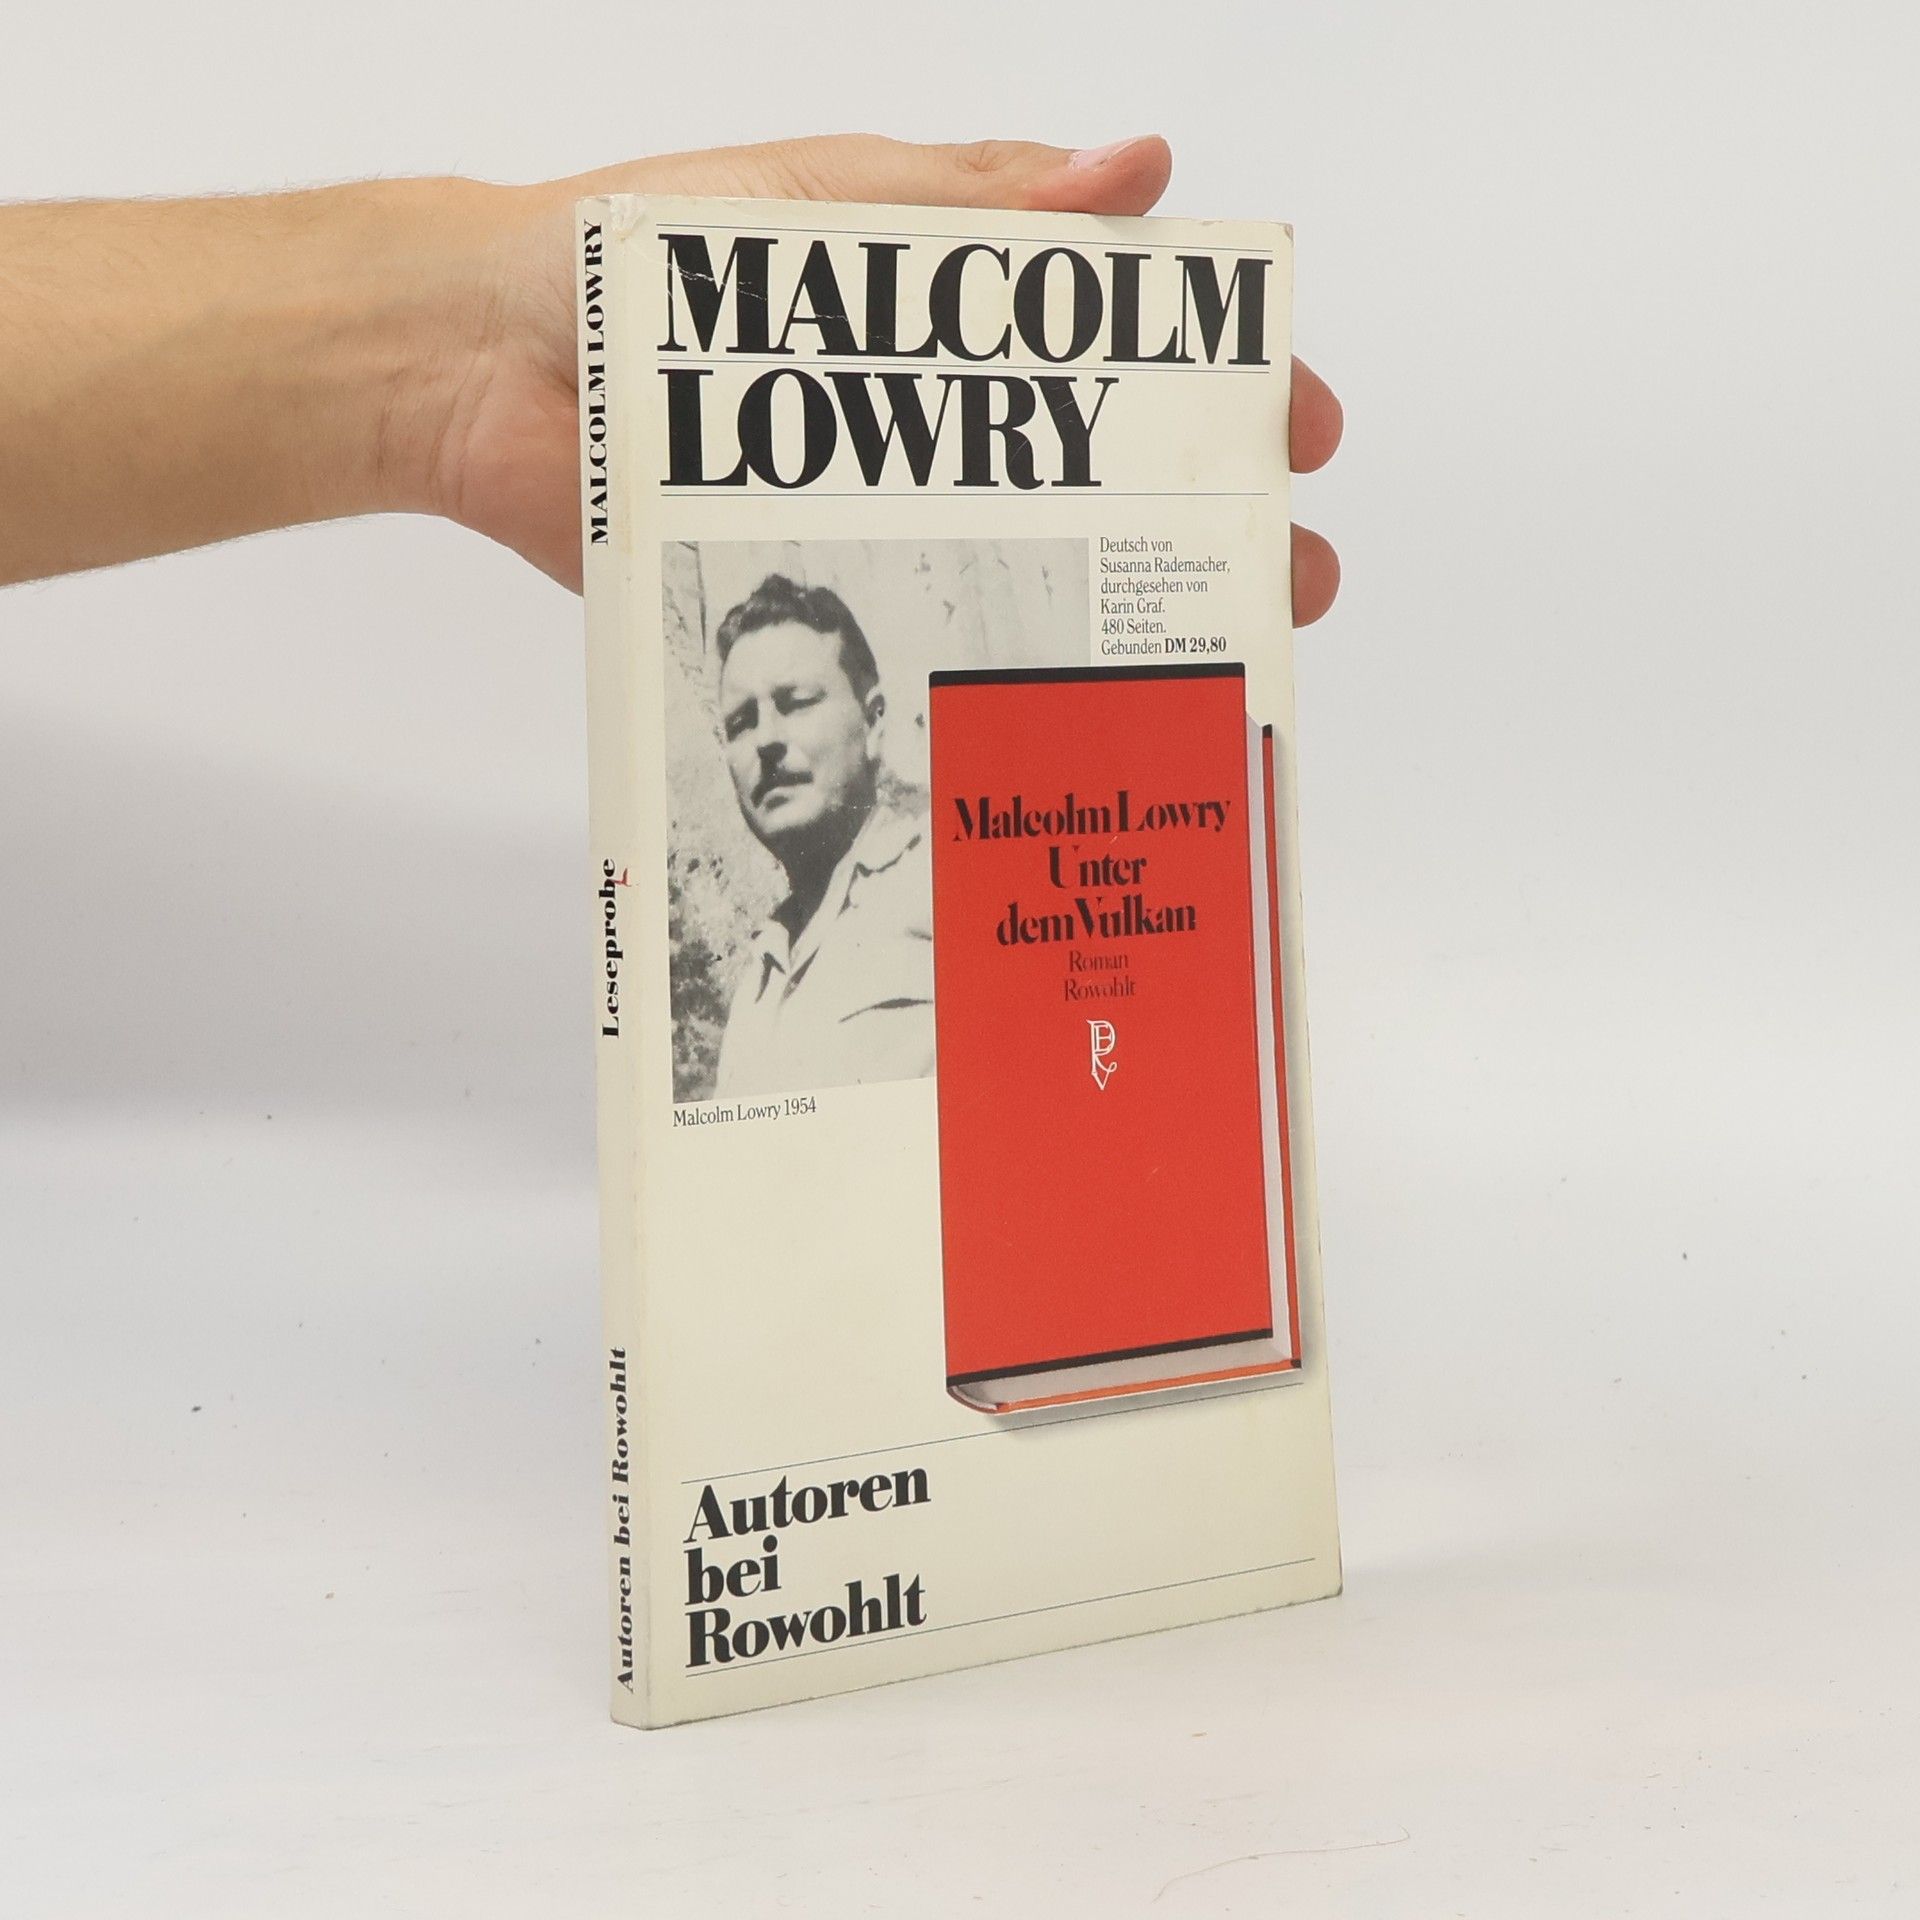 MALCOLM
LOWRY
Deutsch von
Susanna Rademacher,
durchgesehen von
Karin Graf.
480 Seiten.
Gebunden DM 29,80
Malcolm Lowry
Unter
dem Vulkan
Roman
Rowohlt
Malcolm Lowry 1954
Autoren
bei
Rowohlt
MALCOLM LOWRY
Leseprobe
Autoren bei Rowohlt